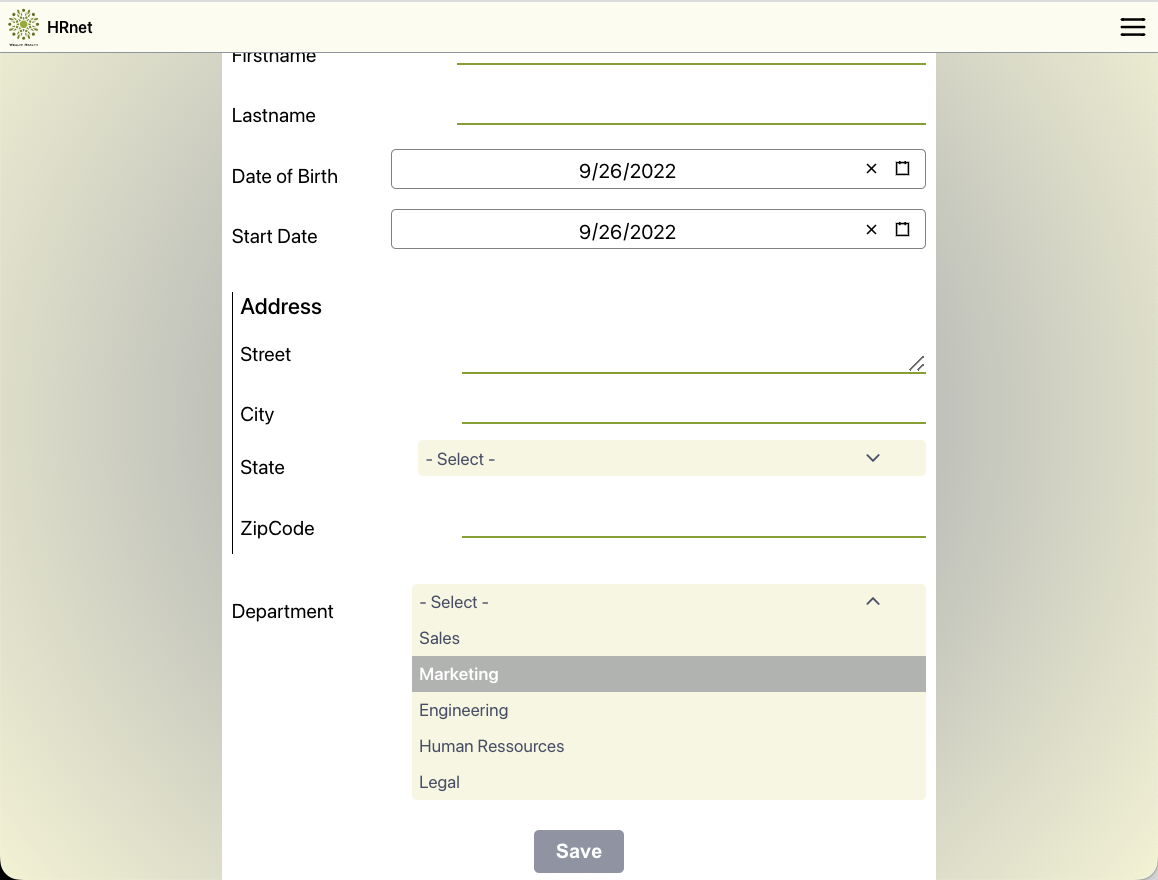 HRnet
Firstname
Lastname
Date of Birth
9/26/2022
Start Date
9/26/2022
Address
Street
City
State
- Select -
ZipCode
Department
- Select -
Sales
Marketing
Engineering
Human Ressources
Legal
Save